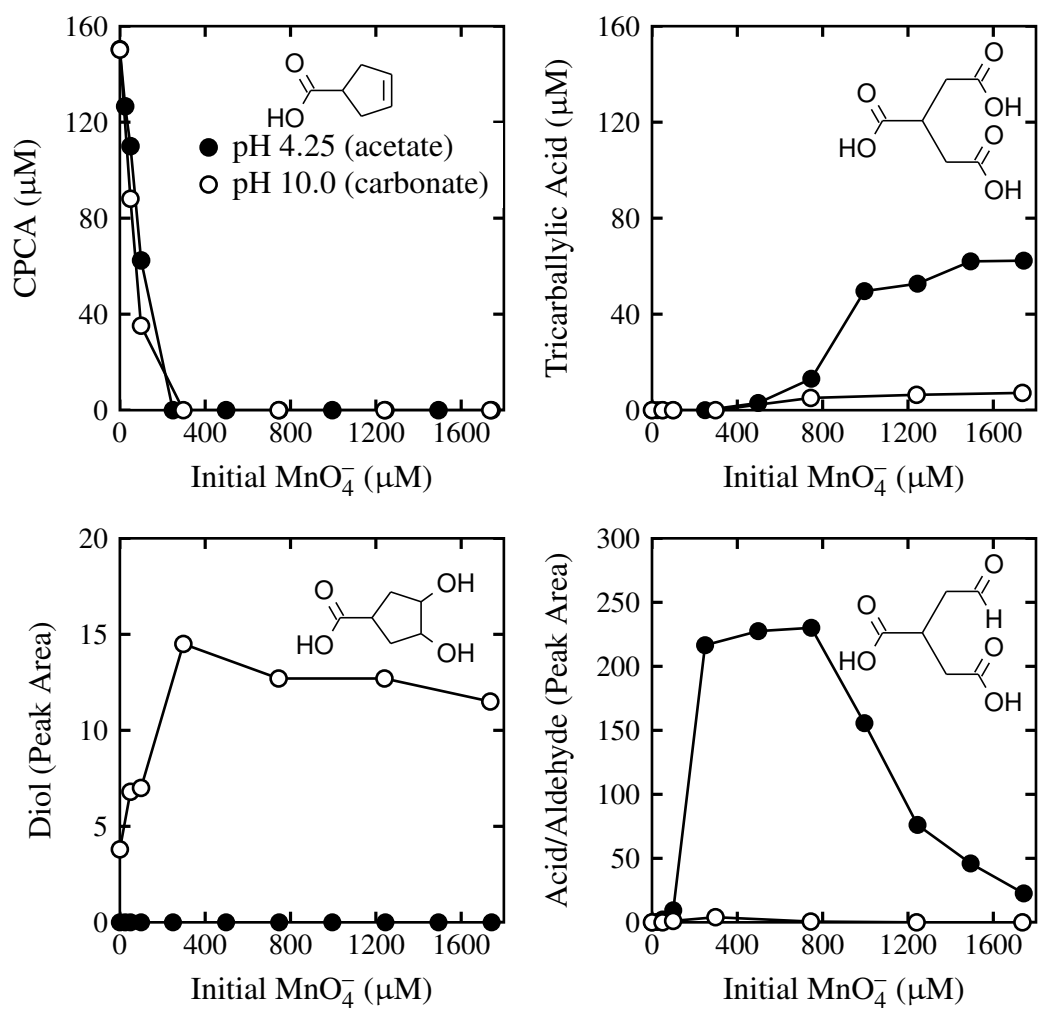 160
120
80
40
0
0
400
800
1200
1600
CPCA (μM)
Initial MnO₄⁻ (μM)
O
HO
pH 4.25 (acetate)
pH 10.0 (carbonate)
160
120
80
40
0
0
400
800
1200
1600
Tricarballylic Acid (μM)
Initial MnO₄⁻ (μM)
O
OH
O
HO
O
OH
20
15
10
5
0
0
400
800
1200
1600
Diol (Peak Area)
Initial MnO₄⁻ (μM)
OH
O
HO
OH
300
250
200
150
100
50
0
0
400
800
1200
1600
Acid/Aldehyde (Peak Area)
Initial MnO₄⁻ (μM)
O
H
O
HO
O
OH